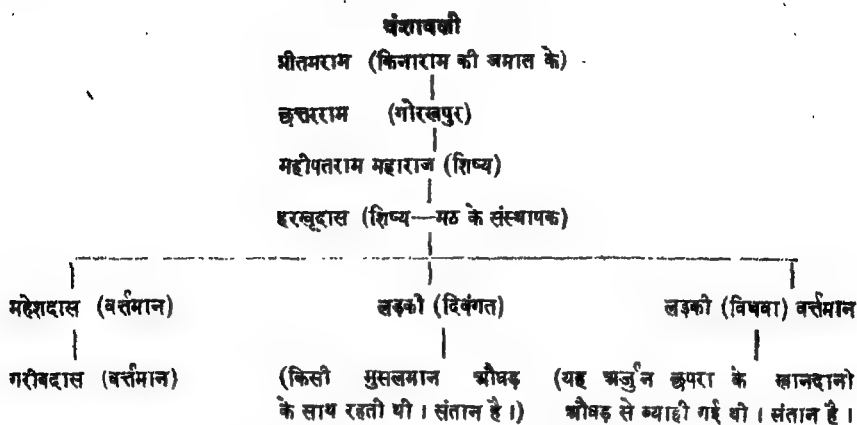 वंशावली
प्रीतमराम (किनाराम की जमात के)
छत्तरराम (गोरखपुर)
महीपतराम महाराज (शिष्य)
हरखूदास (शिष्य—मठ के संस्थापक)
महेशदास (वर्त्तमान) लड़की (दिवंगत) लड़की (विधवा) वर्त्तमान
गरीबदास (वर्त्तमान) (किसी मुसलमान औघड़ (यह अर्जुन छपरा के खानदानी
के साथ रहती थी । संतान है ।) औघड़ से ब्याही गई थी । संतान है ।